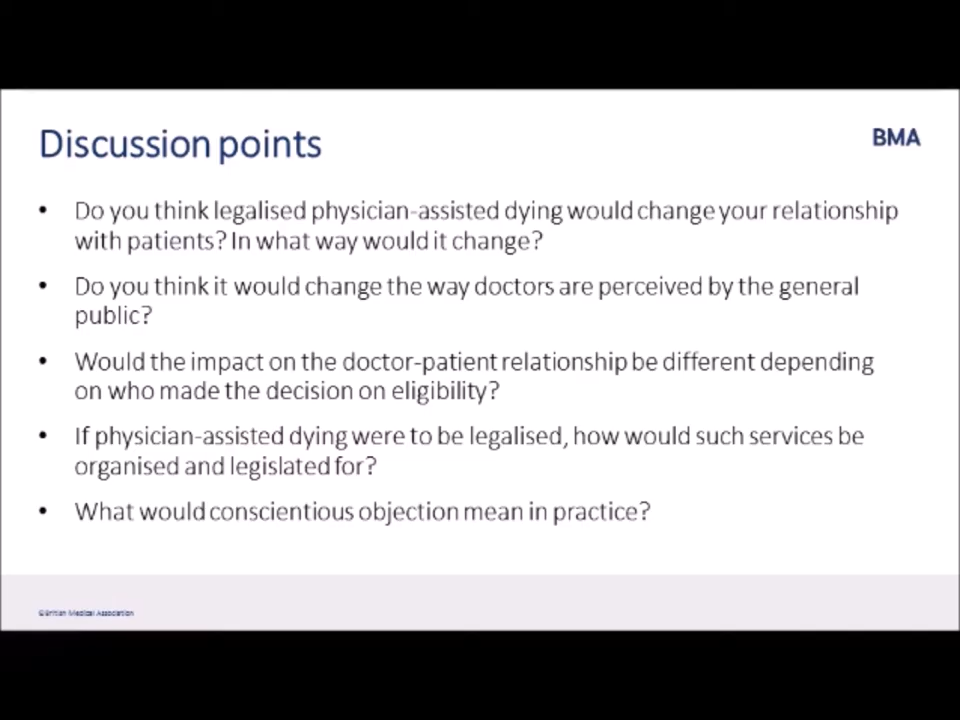 Discussion points
BMA
• Do you think legalised physician-assisted dying would change your relationship
with patients? In what way would it change?
• Do you think it would change the way doctors are perceived by the general
public?
• Would the impact on the doctor-patient relationship be different depending
on who made the decision on eligibility?
• If physician-assisted dying were to be legalised, how would such services be
organised and legislated for?
• What would conscientious objection mean in practice?
©British Medical Association